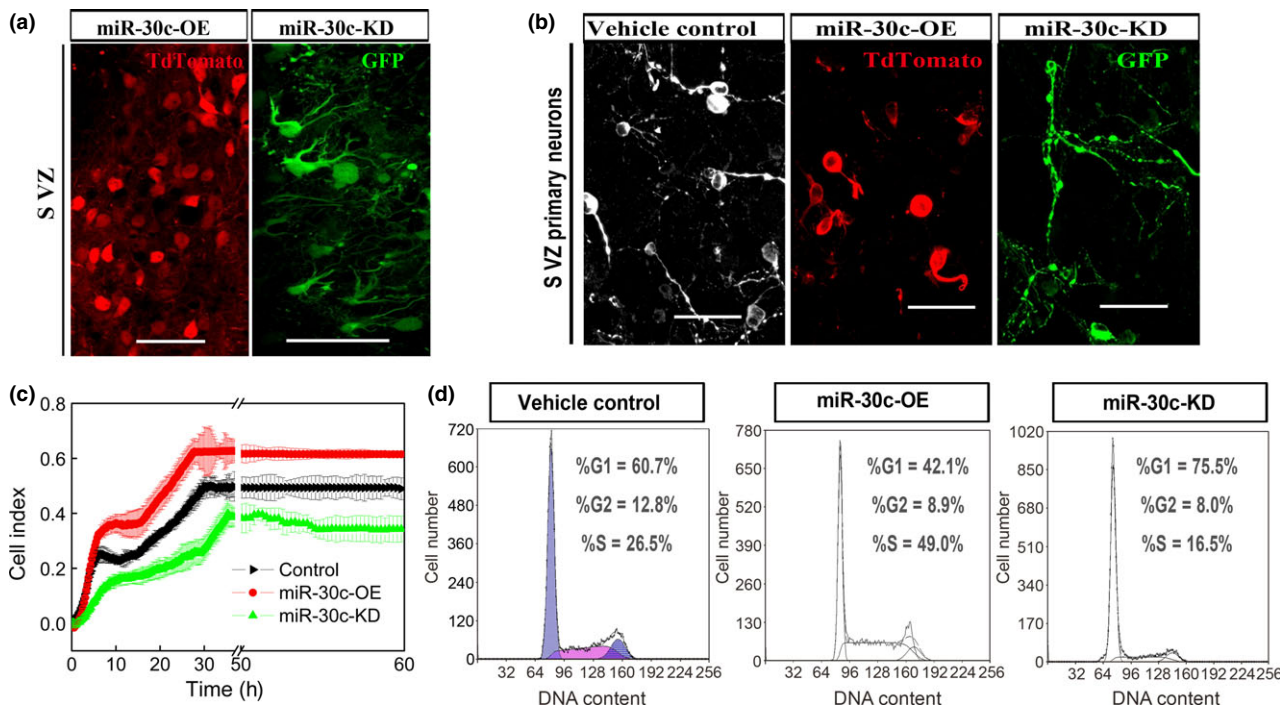 (a)
miR-30c-OE
miR-30c-KD
TdTomato
GFP
S VZ
(b)
Vehicle control
miR-30c-OE
miR-30c-KD
TdTomato
GFP
S VZ primary neurons
(c)
0.8
0.6
0.4
0.2
0.0
Cell index
Control
miR-30c-OE
miR-30c-KD
0 10 20 30 50 60
Time (h)
(d)
Vehicle control
720
600
480
360
240
120
0
Cell number
%G1 = 60.7%
%G2 = 12.8%
%S = 26.5%
32 64 96 128 160 192 224 256
DNA content
miR-30c-OE
780
650
520
390
260
130
0
Cell number
%G1 = 42.1%
%G2 = 8.9%
%S = 49.0%
32 64 96 128 160 192 224 256
DNA content
miR-30c-KD
1020
850
680
510
340
170
0
Cell number
%G1 = 75.5%
%G2 = 8.0%
%S = 16.5%
32 64 96 128 160 192 224 256
DNA content